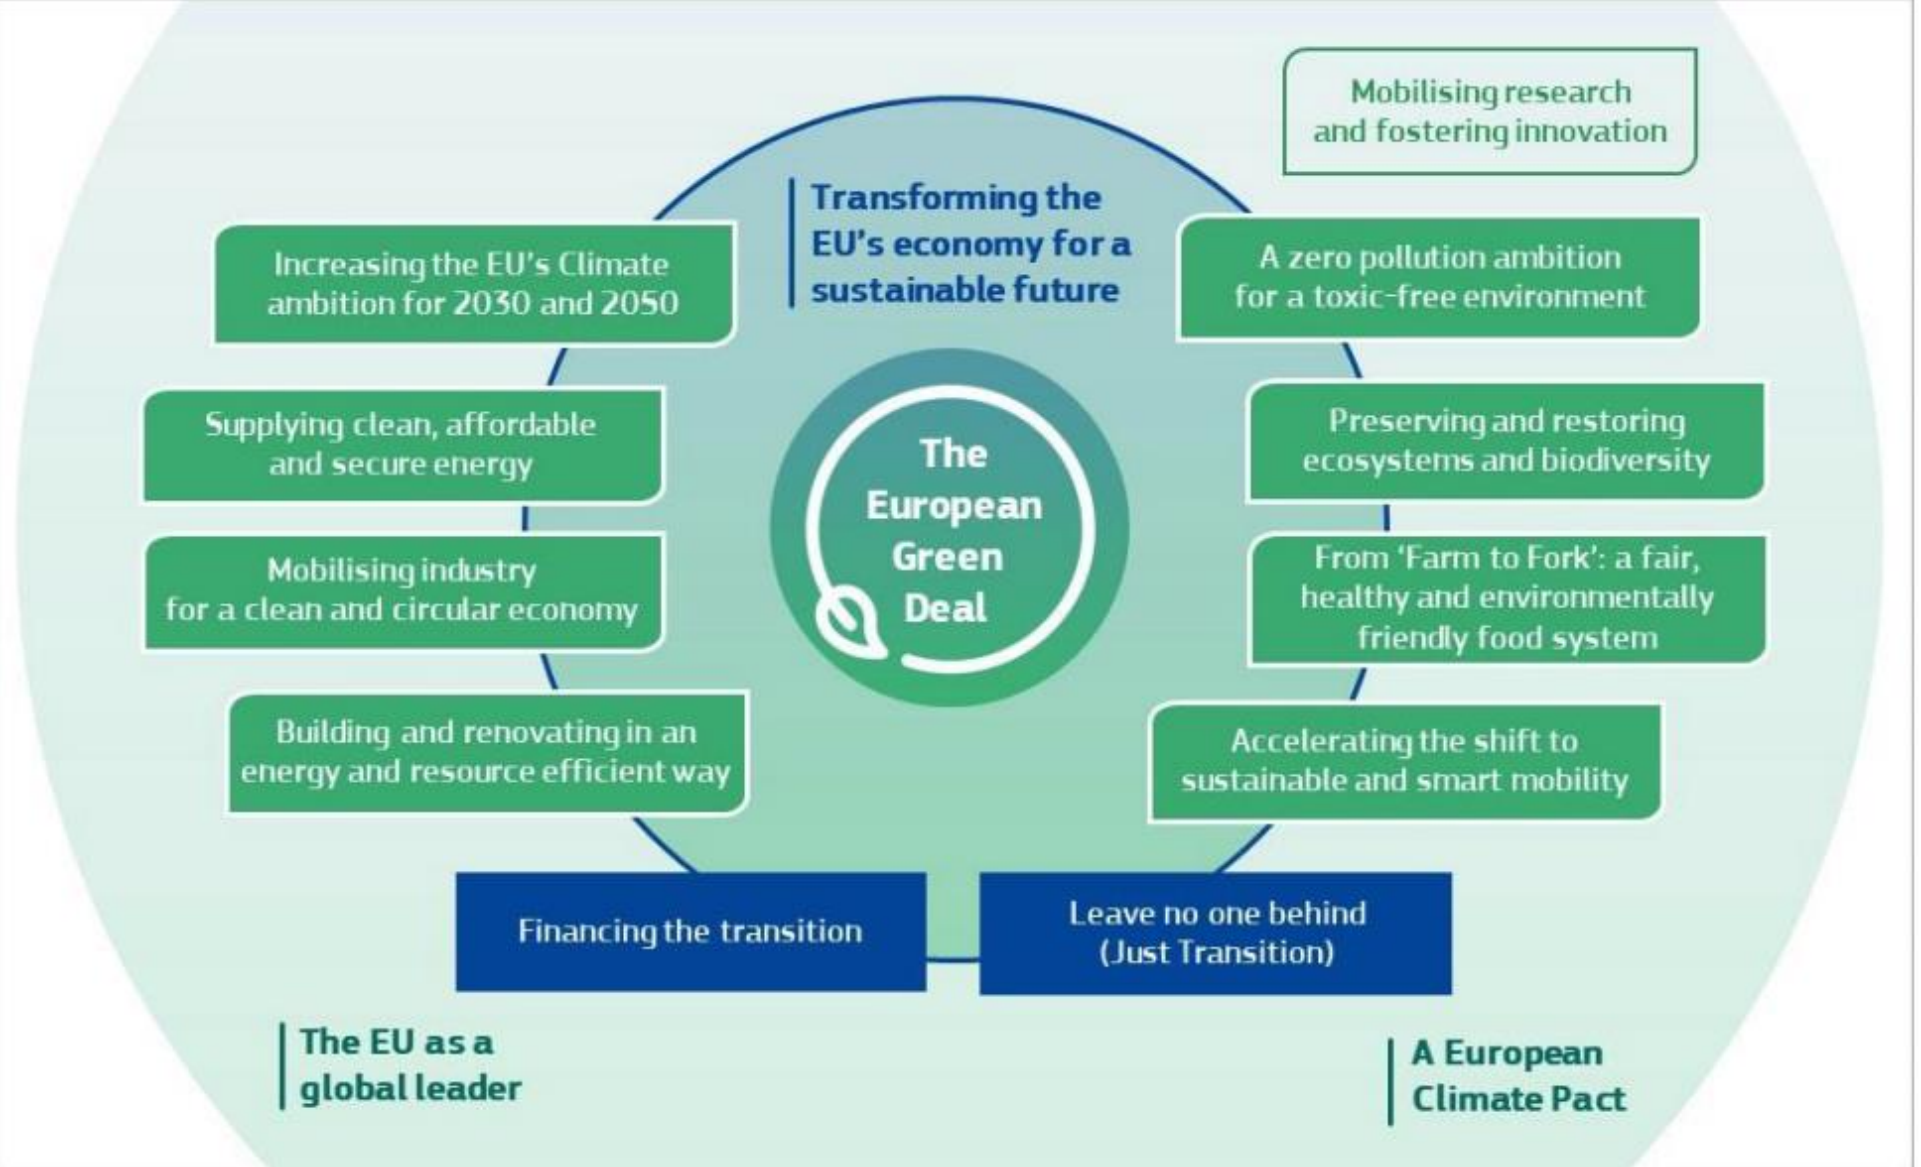 Mobilising research
and fostering innovation
Transforming the
EU's economy for a
sustainable future
Increasing the EU's Climate
ambition for 2030 and 2050
A zero pollution ambition
for a toxic-free environment
Supplying clean, affordable
and secure energy
Preserving and restoring
ecosystems and biodiversity
The
European
Green
Deal
Mobilising industry
for a clean and circular economy
From ‘Farm to Fork’: a fair,
healthy and environmentally
friendly food system
Building and renovating in an
energy and resource efficient way
Accelerating the shift to
sustainable and smart mobility
Financing the transition
Leave no one behind
(Just Transition)
The EU as a
global leader
A European
Climate Pact